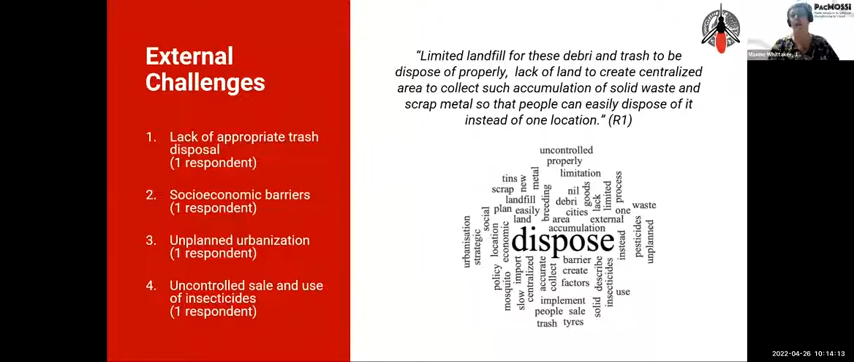 External
Challenges
1. Lack of appropriate trash
disposal
(1 respondent)
2. Socioeconomic barriers
(1 respondent)
3. Unplanned urbanization
(1 respondent)
4. Uncontrolled sale and use
of insecticides
(1 respondent)
“Limited landfill for these debri and trash to be
dispose of properly, lack of land to create centralized
area to collect such accumulation of solid waste and
scrap metal so that people can easily dispose of it
instead of one location.” (R1)
uncontrolled
properly
limitation
tins
new
metal
scrap
landfill
breeding
nil
debri
goods
lack
limited
process
plan
easily
cities
one
waste
land
area
external
accumulation
urbanisation
strategic
social
location
economic
dispose
instead
pesticides
unplanned
policy
mosquito
slow
import
centralized
accurate
collect
barrier
create
factors
describe
solid
insecticides
use
implement
people
sale
trash
tyres
PacMOSSI
2022-04-26 10:14:13